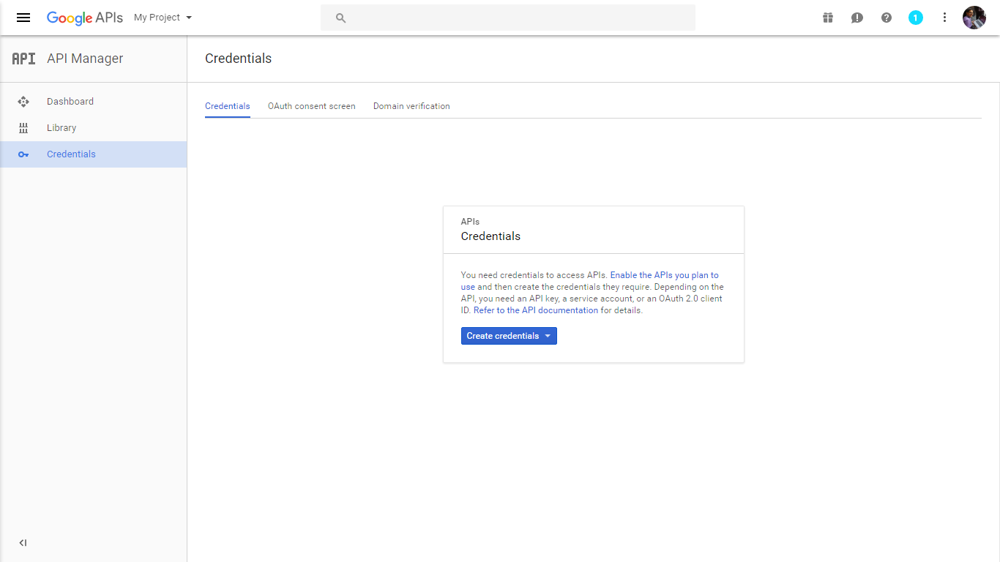 Google APIs My Project
1
API API Manager
Credentials
Dashboard
Library
Credentials
Credentials OAuth consent screen Domain verification
APIs
Credentials
You need credentials to access APIs. Enable the APIs you plan to
use and then create the credentials they require. Depending on the
API, you need an API key, a service account, or an OAuth 2.0 client
ID. Refer to the API documentation for details.
Create credentials